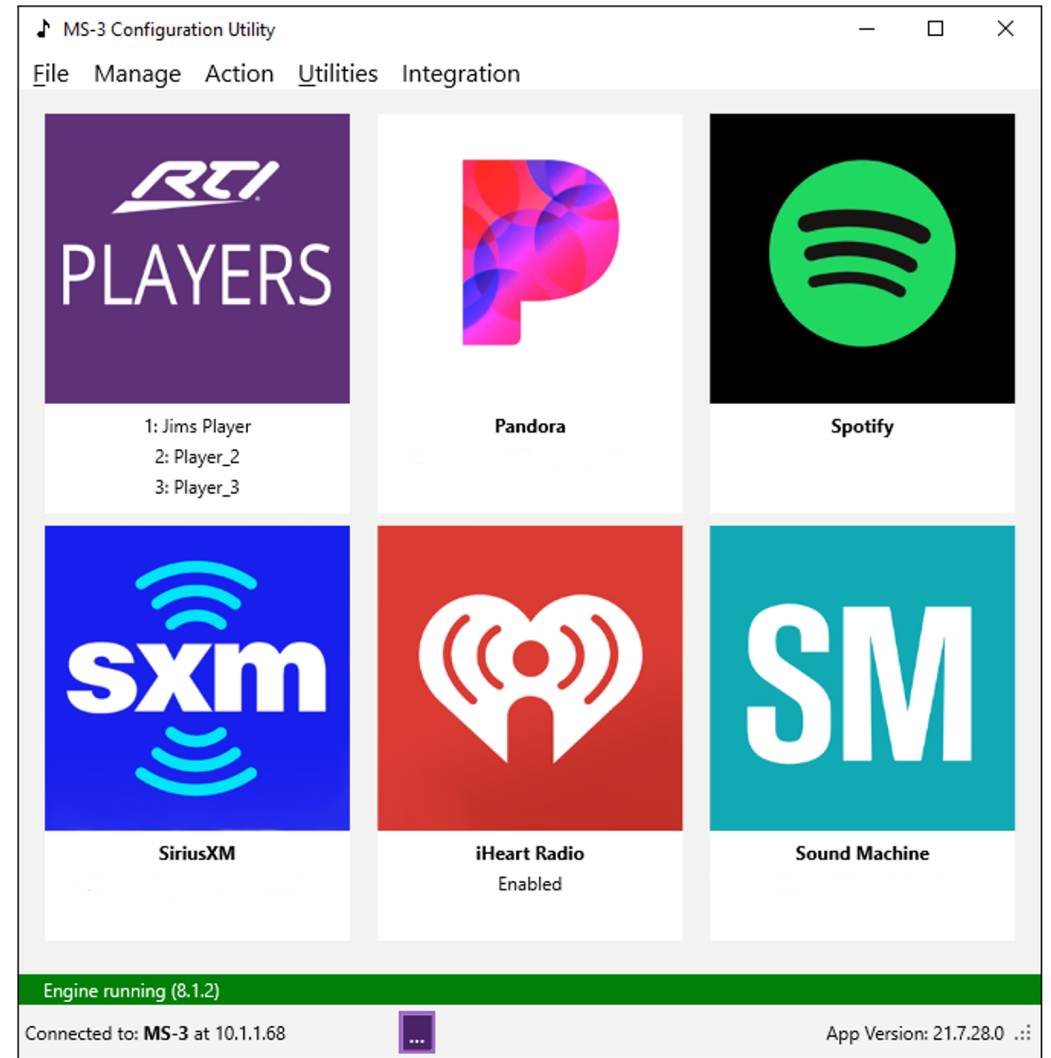 MS-3 Configuration Utility
File Manage Action Utilities Integration
RTI
PLAYERS
1: Jims Player
2: Player_2
3: Player_3
Pandora
Spotify
sxm
SiriusXM
iHeart Radio
Enabled
SM
Sound Machine
Engine running (8.1.2)
Connected to: MS-3 at 10.1.1.68
...
App Version: 21.7.28.0